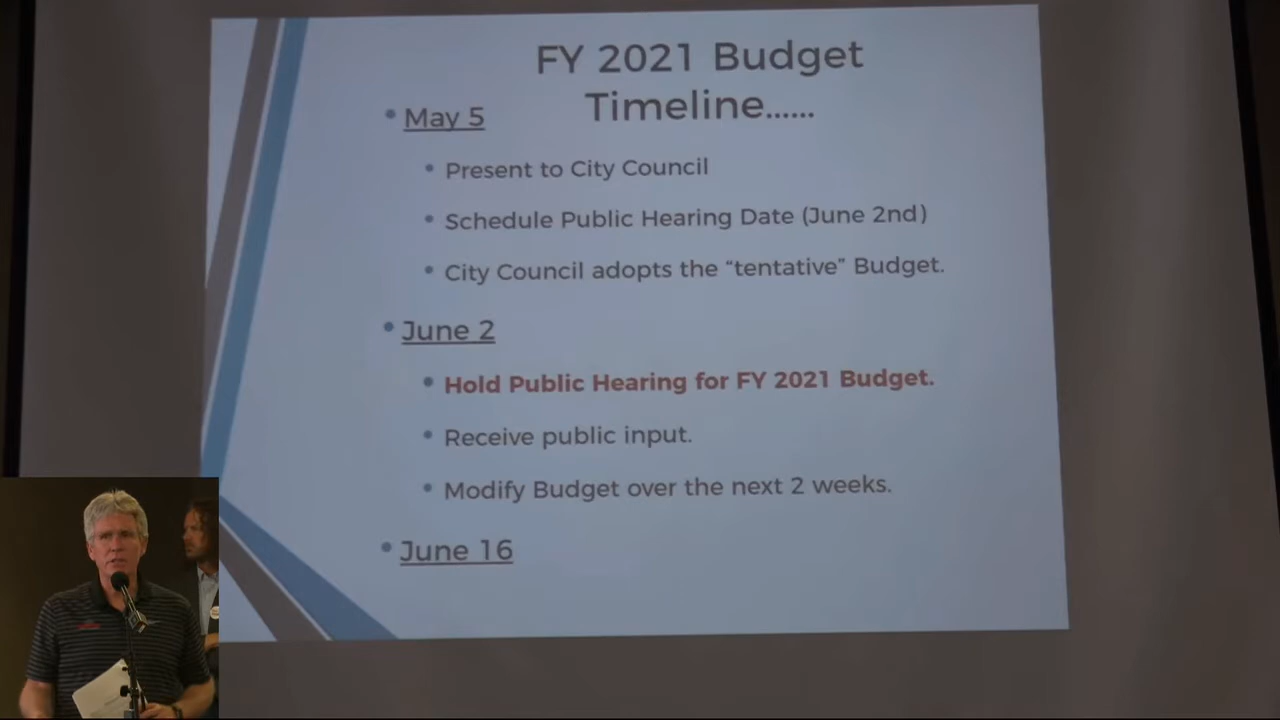 FY 2021 Budget
Timeline......
• May 5
• Present to City Council
• Schedule Public Hearing Date (June 2nd)
• City Council adopts the “tentative” Budget.
• June 2
• Hold Public Hearing for FY 2021 Budget.
• Receive public input.
• Modify Budget over the next 2 weeks.
• June 16